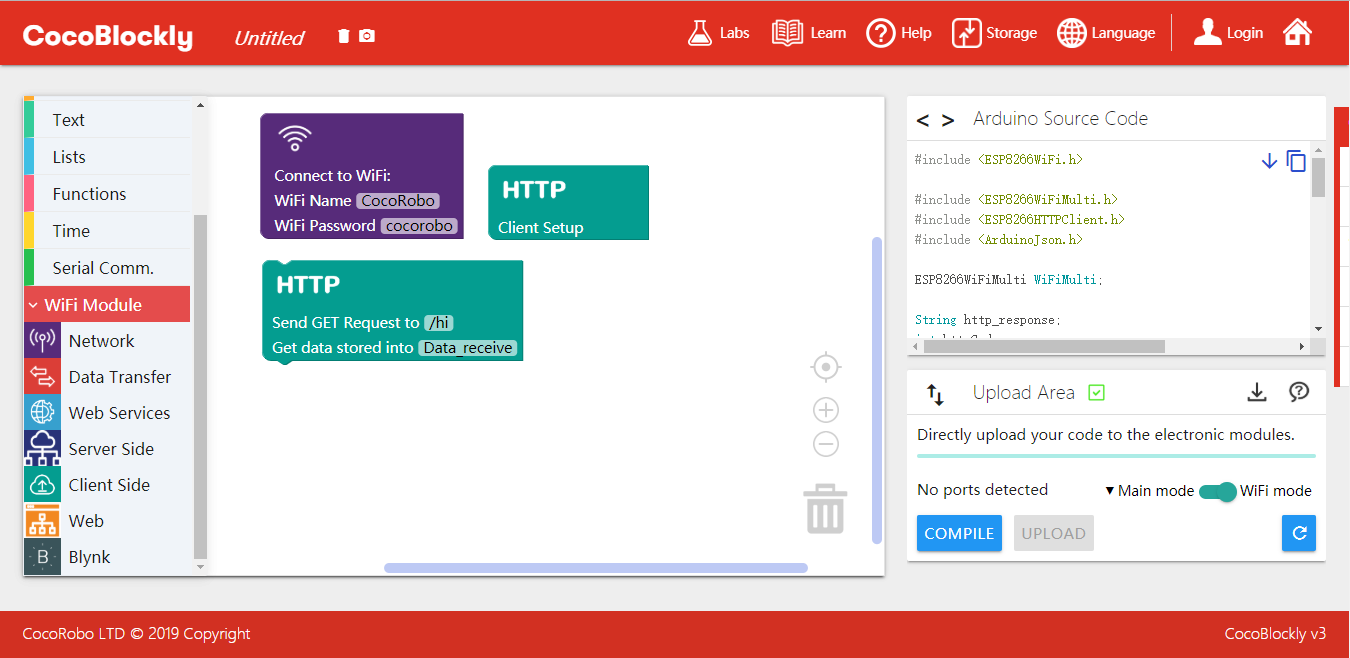 CocoBlockly
Untitled
Labs
Learn
Help
Storage
Language
Login
Text
Lists
Functions
Time
Serial Comm.
WiFi Module
Network
Data Transfer
Web Services
Server Side
Client Side
Web
B Blynk
Connect to WiFi:
WiFi Name CocoRobo
WiFi Password cocorobo
HTTP
Client Setup
HTTP
Send GET Request to /hi
Get data stored into Data_receive
< > Arduino Source Code
#include <ESP8266WiFi.h>
#include <ESP8266WiFiMulti.h>
#include <ESP8266HTTPClient.h>
#include <ArduinoJson.h>
ESP8266WiFiMulti WiFiMulti;
String http_response;
Upload Area
Directly upload your code to the electronic modules.
No ports detected
▼ Main mode
WiFi mode
COMPILE
UPLOAD
CocoRobo LTD © 2019 Copyright
CocoBlockly v3